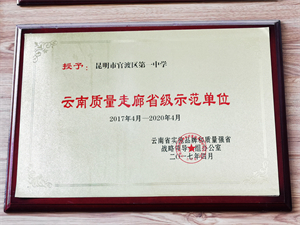 授予：昆明市官渡区第一中学
云南质量走廊省级示范单位
2017年4月—2020年4月
云南省实施品牌和质量强省
战略领导小组办公室
二〇一七年四月